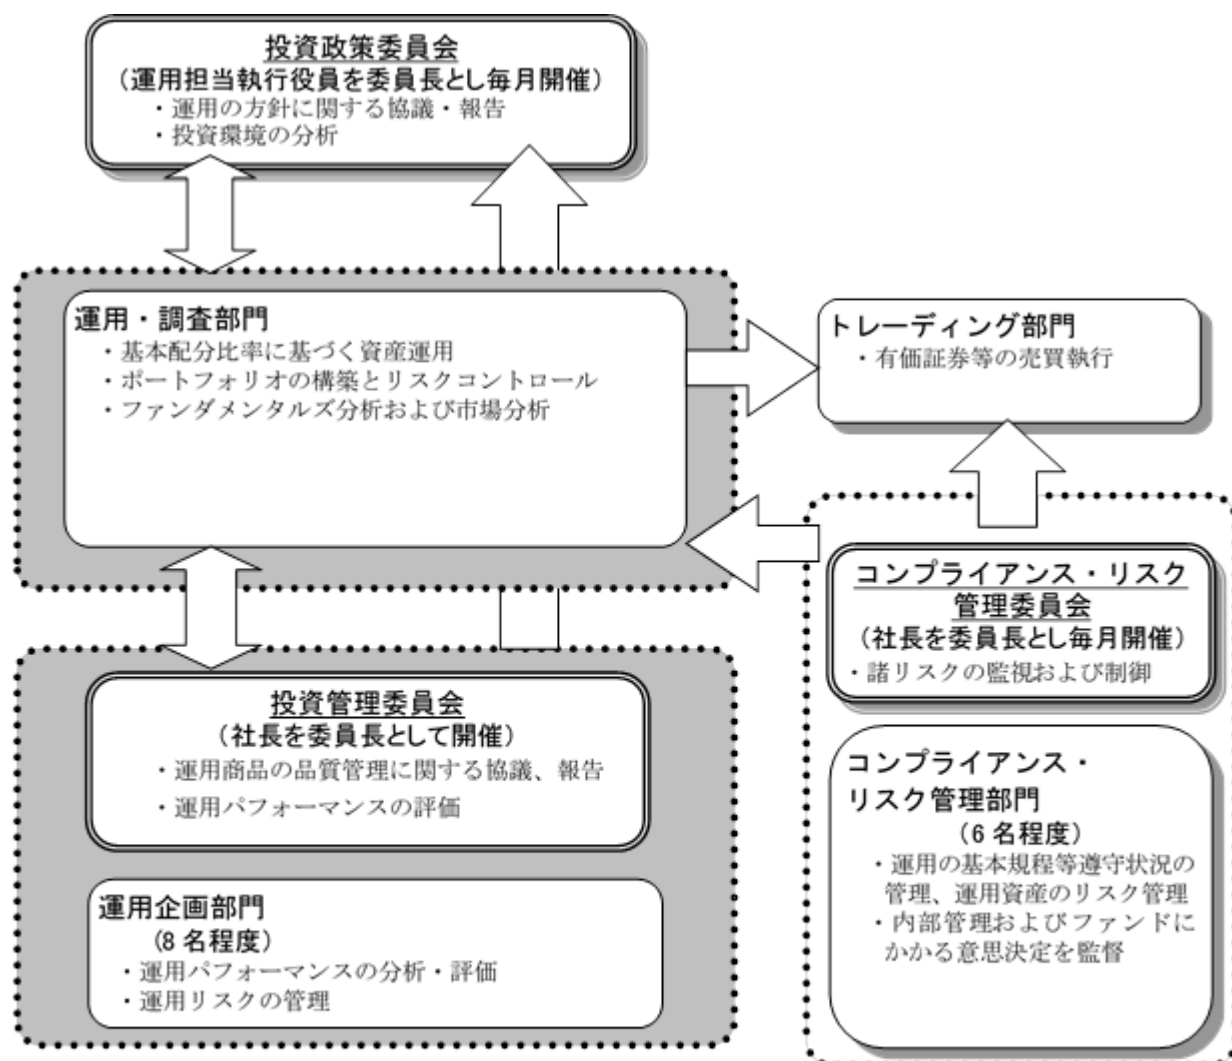 投資政策委員会
（運用担当執行役員を委員長とし毎月開催）
・運用の方針に関する協議・報告
・投資環境の分析
運用・調査部門
・基本配分比率に基づく資産運用
・ポートフォリオの構築とリスクコントロール
・ファンダメンタルズ分析および市場分析
トレーディング部門
・有価証券等の売買執行
コンプライアンス・リスク
管理委員会
（社長を委員長とし毎月開催）
・諸リスクの監視および制御
投資管理委員会
（社長を委員長として開催）
・運用商品の品質管理に関する協議、報告
・運用パフォーマンスの評価
コンプライアンス・
リスク管理部門
（6 名程度）
・運用の基本規程等遵守状況の
管理、運用資産のリスク管理
・内部管理およびファンドに
かかる意思決定を監督
運用企画部門
（8 名程度）
・運用パフォーマンスの分析・評価
・運用リスクの管理